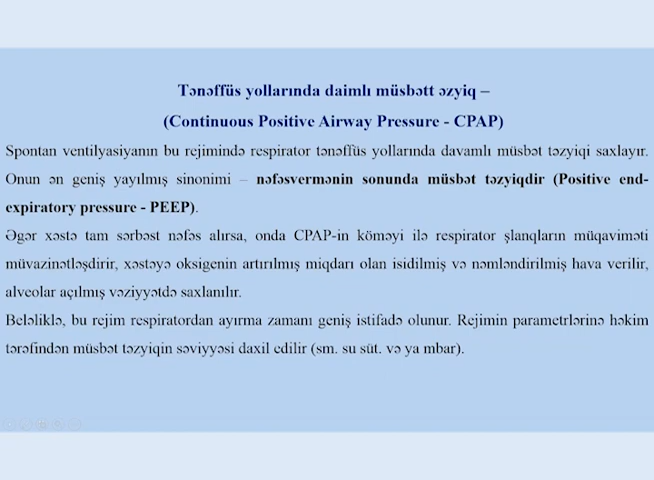 Tənəffüs yollarında daimlı müsbətt əzyiq –
(Continuous Positive Airway Pressure - CPAP)
Spontan ventilyasiyanın bu rejimində respirator tənəffüs yollarında davamlı müsbət təzyiqi saxlayır.
Onun ən geniş yayılmış sinonimi – nəfəsvermənin sonunda müsbət təzyiqdir (Positive end-
expiratory pressure - PEEP).
Əgər xəstə tam sərbəst nəfəs alırsa, onda CPAP-in köməyi ilə respirator şlanqların müqaviməti
müvazinətləşdirir, xəstəyə oksigenin artırılmış miqdarı olan isidilmiş və nəmləndirilmiş hava verilir,
alveolar açılmış vəziyyətdə saxlanılır.
Beləliklə, bu rejim respiratordan ayırma zamanı geniş istifadə olunur. Rejimin parametrlərinə həkim
tərəfindən müsbət təzyiqin səviyyəsi daxil edilir (sm. su süt. və ya mbar).